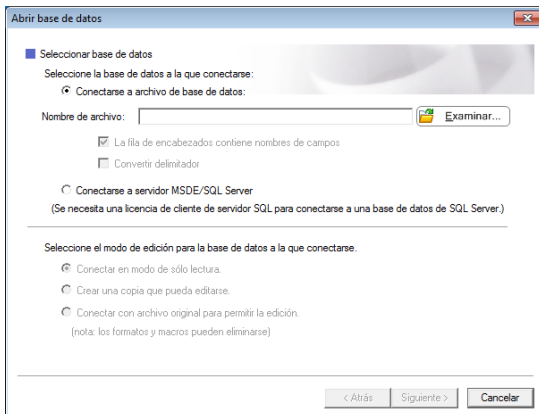 Abrir base de datos
Seleccionar base de datos
Seleccione la base de datos a la que conectarse:
Conectarse a archivo de base de datos:
Nombre de archivo:
Examinar...
La fila de encabezados contiene nombres de campos
Convertir delimitador
Conectarse a servidor MSDE/SQL Server
(Se necesita una licencia de cliente de servidor SQL para conectarse a una base de datos de SQL Server.)
Seleccione el modo de edición para la base de datos a la que conectarse.
Conectar en modo de sólo lectura.
Crear una copia que pueda editarse.
Conectar con archivo original para permitir la edición.
(nota: los formatos y macros pueden eliminarse)
< Atrás Siguiente > Cancelar